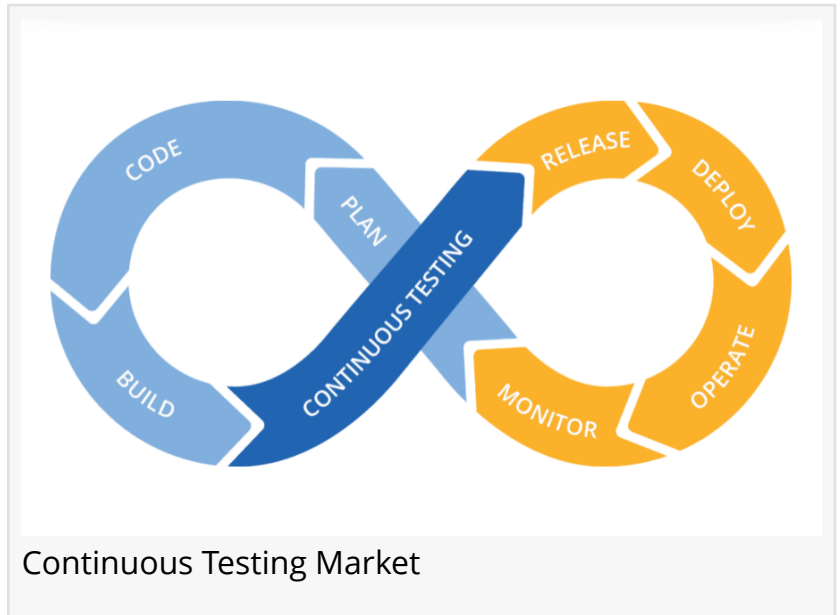 PLAN
CODE
BUILD
CONTINUOUS TESTING
RELEASE
DEPLOY
OPERATE
MONITOR
Continuous Testing Market